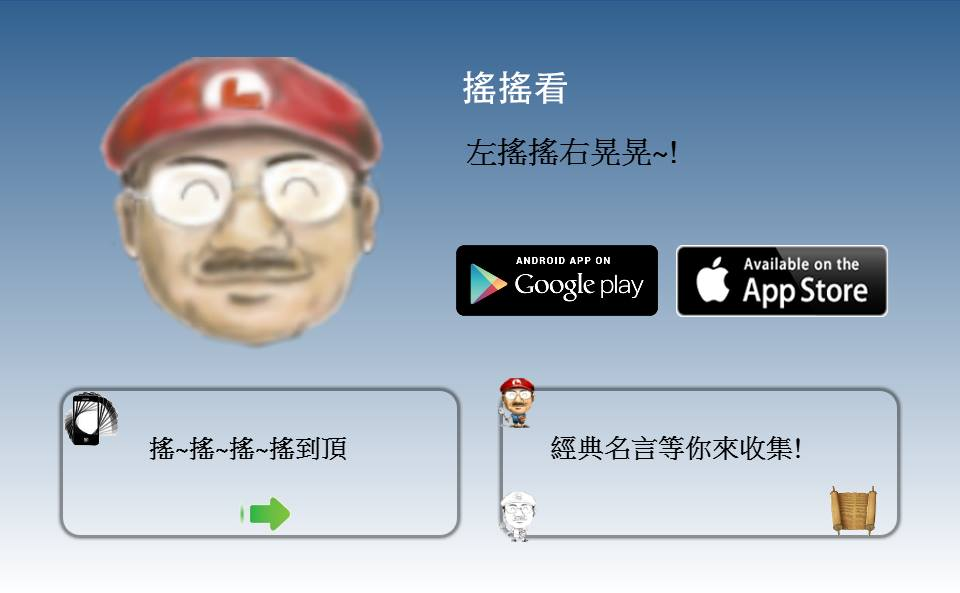 L
搖搖看
左搖搖右晃晃~!
ANDROID APP ON
Google play
Available on the
App Store
搖~搖~搖~搖到頂
經典名言等你來收集!